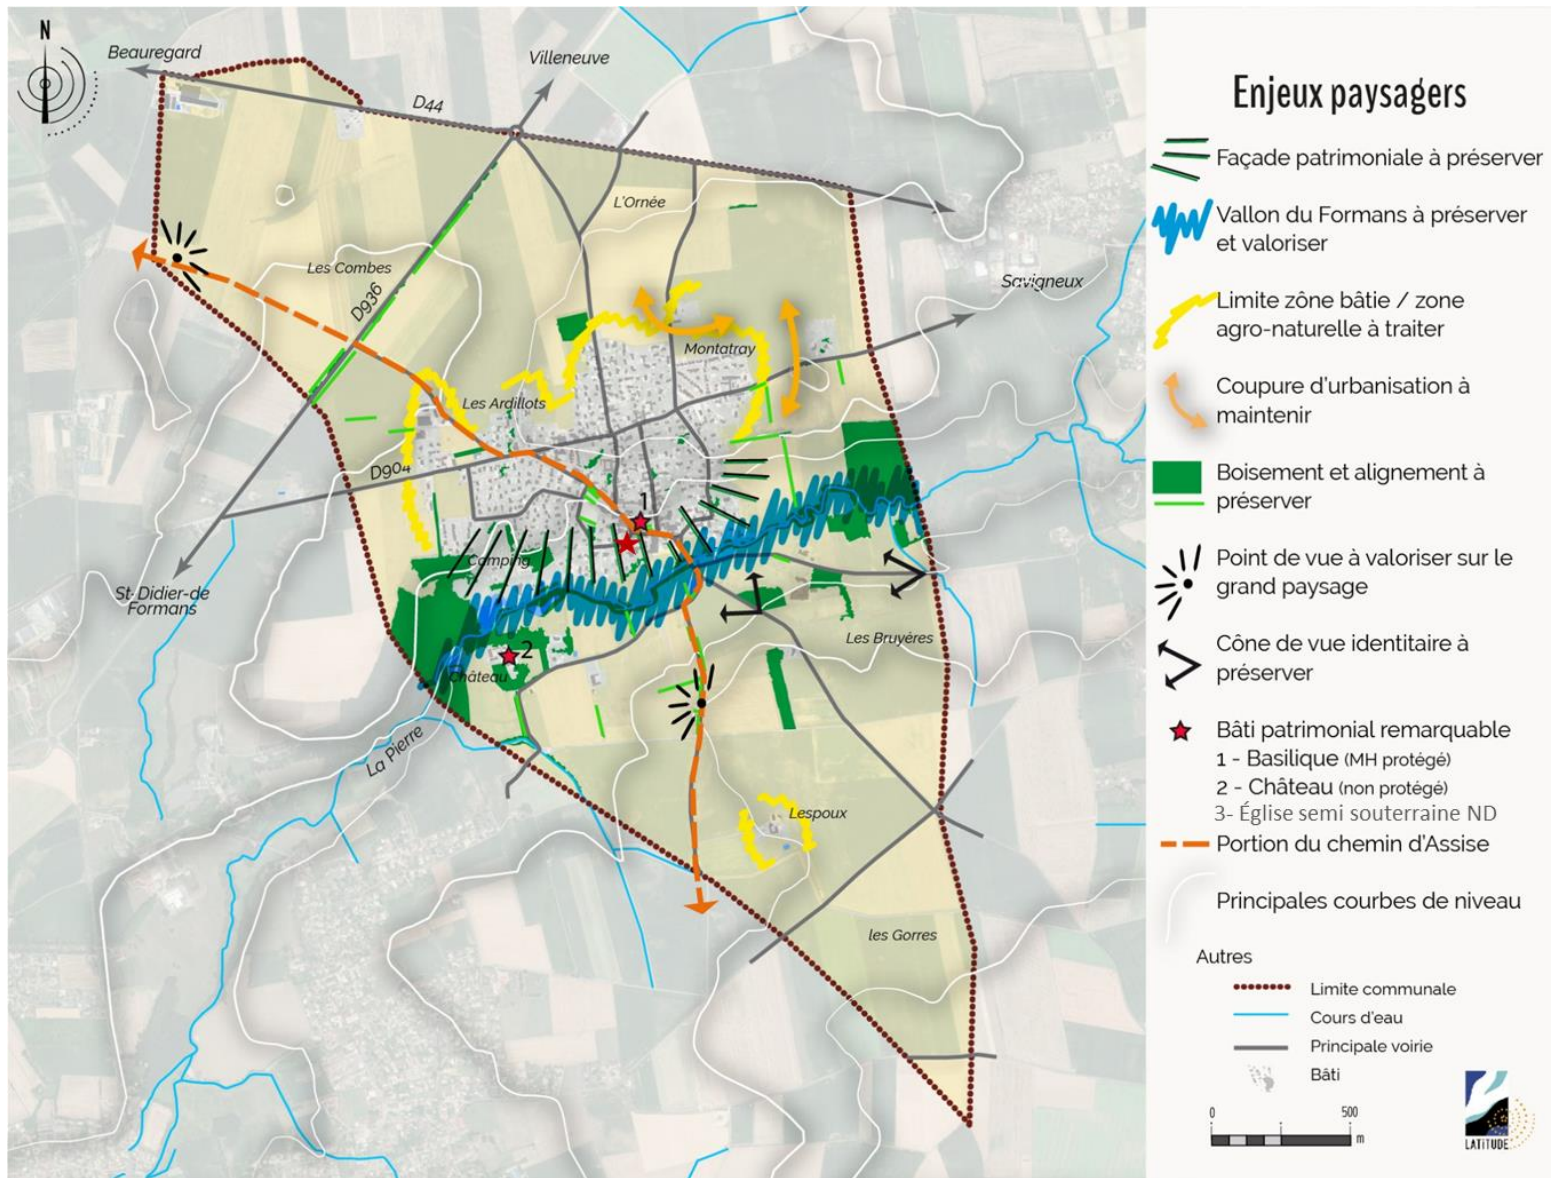 N
Beauregard
Villeneuve
D44
L'Ornée
Les Combes
D936
Savigneux
Montatray
Les Ardillots
D904
1
Camping
St-Didier-de
Formans
2
Château
Les Bruyéres
La Pierre
Lespoux
les Gorres
Enjeux paysagers
Façade patrimoniale à préserver
Vallon du Formans à préserver
et valoriser
Limite zône bâtie / zone
agro-naturelle à traiter
Coupure d'urbanisation à
maintenir
Boisement et alignement à
préserver
Point de vue à valoriser sur le
grand paysage
Cône de vue identitaire à
préserver
Bâti patrimonial remarquable
1 - Basilique (MH protégé)
2 - Château (non protégé)
3- Église semi souterraine ND
Portion du chemin d'Assise
Principales courbes de niveau
Autres
Limite communale
Cours d'eau
Principale voirie
Bâti
0 500
m
LATITUDE